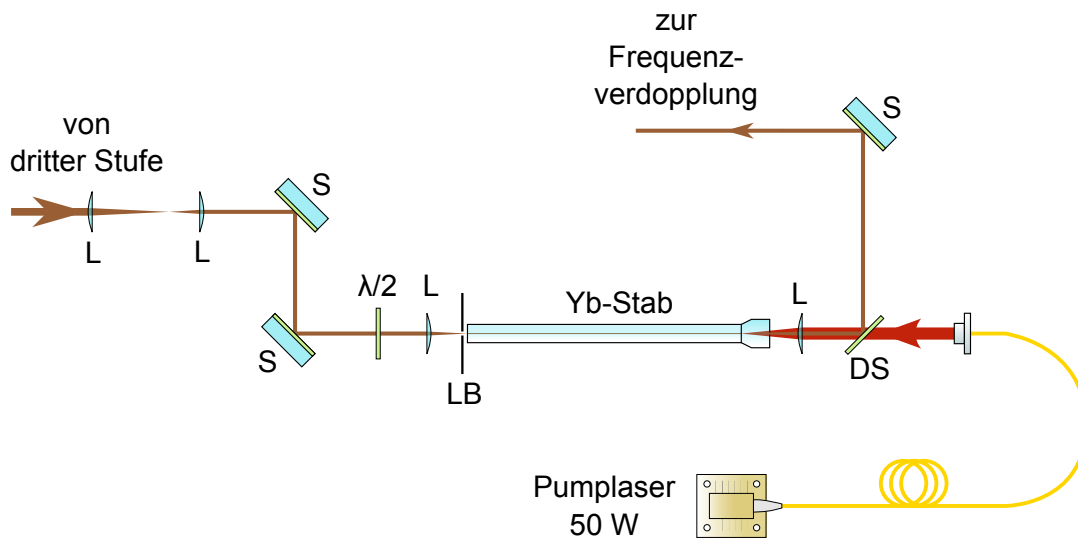 zur
Frequenz-
verdopplung
S
von
dritter Stufe
S
L
L
λ/2
L
Yb-Stab
L
S
LB
DS
Pumplaser
50 W